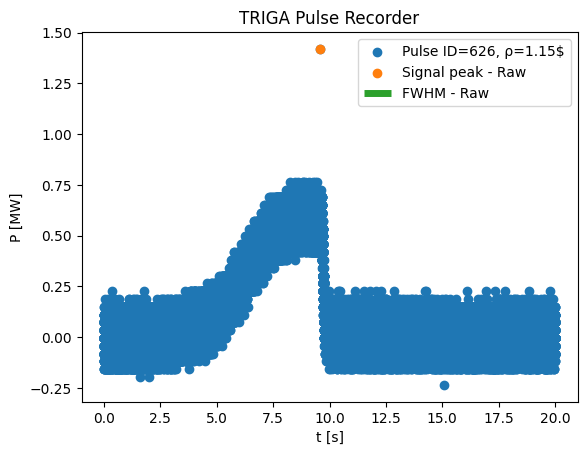 TRIGA Pulse Recorder
Pulse ID=626, ρ=1.15$
Signal peak - Raw
FWHM - Raw
P [MW]
1.50
1.25
1.00
0.75
0.50
0.25
0.00
−0.25
0.0 2.5 5.0 7.5 10.0 12.5 15.0 17.5 20.0
t [s]